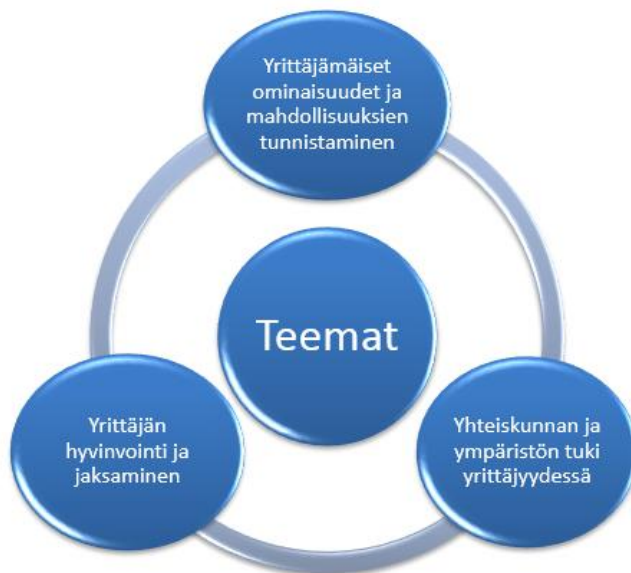 Yrittäjämäiset
ominaisuudet ja
mahdollisuuksien
tunnistaminen
Teemat
Yrittäjän
hyvinvointi ja
jaksaminen
Yhteiskunnan ja
ympäristön tuki
yrittäjyydessä